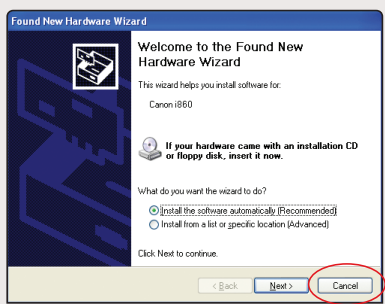 Found New Hardware Wizard
Welcome to the Found New
Hardware Wizard
This wizard helps you install software for:
Canon i860
If your hardware came with an installation CD
or floppy disk, insert it now.
What do you want the wizard to do?
Install the software automatically (Recommended)
Install from a list or specific location (Advanced)
Click Next to continue.
< Back Next > Cancel